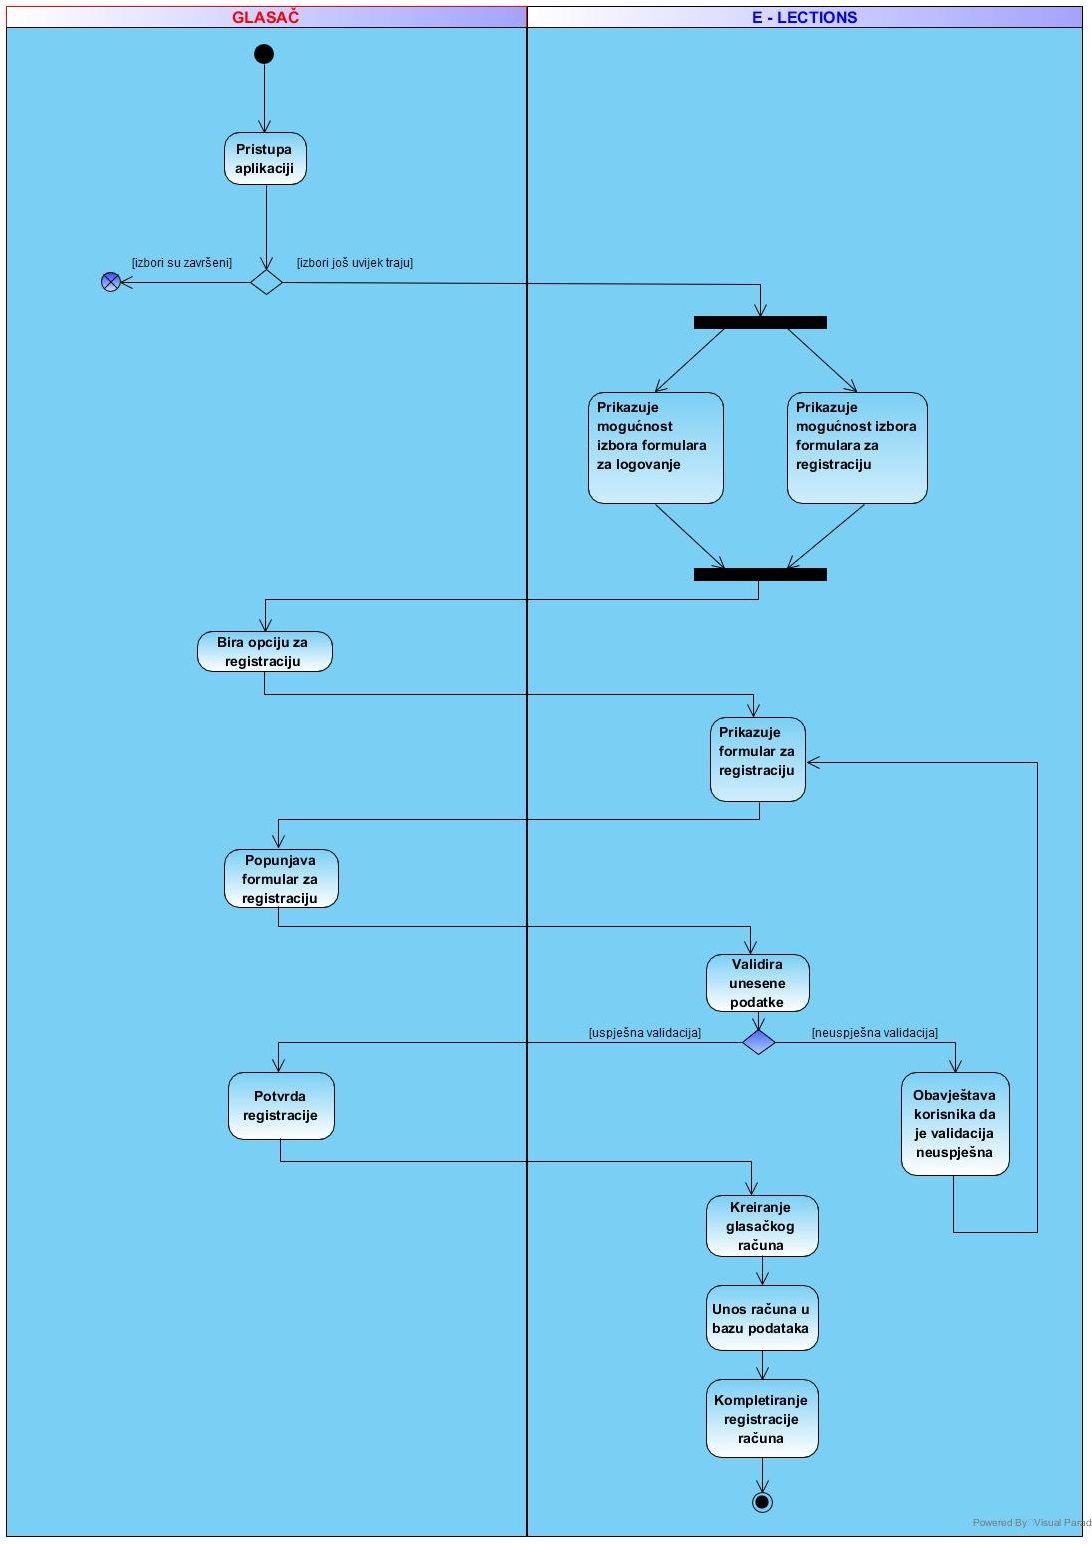 GLASAČ
E - LECTIONS
Pristupa
aplikaciji
[izbori su završeni]
[izbori još uvijek traju]
Prikazuje
mogućnost
izbora formulara
za logovanje
Prikazuje
mogućnost izbora
formulara za
registraciju
Bira opciju za
registraciju
Prikazuje
formular za
registraciju
Popunjava
formular za
registraciju
Validira
unesene
podatke
[uspješna validacija]
[neuspješna validacija]
Potvrda
registracije
Obavještava
korisnika da
je validacija
neuspješna
Kreiranje
glasačkog
računa
Unos računa u
bazu podataka
Kompletiranje
registracije
računa
Powered By Visual Parad